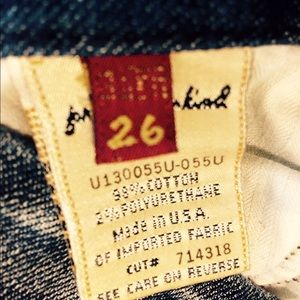 for all mankind
26
U130055U-055U
98% COTTON
2% POLYURETHANE
MADE IN U.S.A.
OF IMPORTED FABRIC
CUT# 714318
SEE CARE ON REVERSE